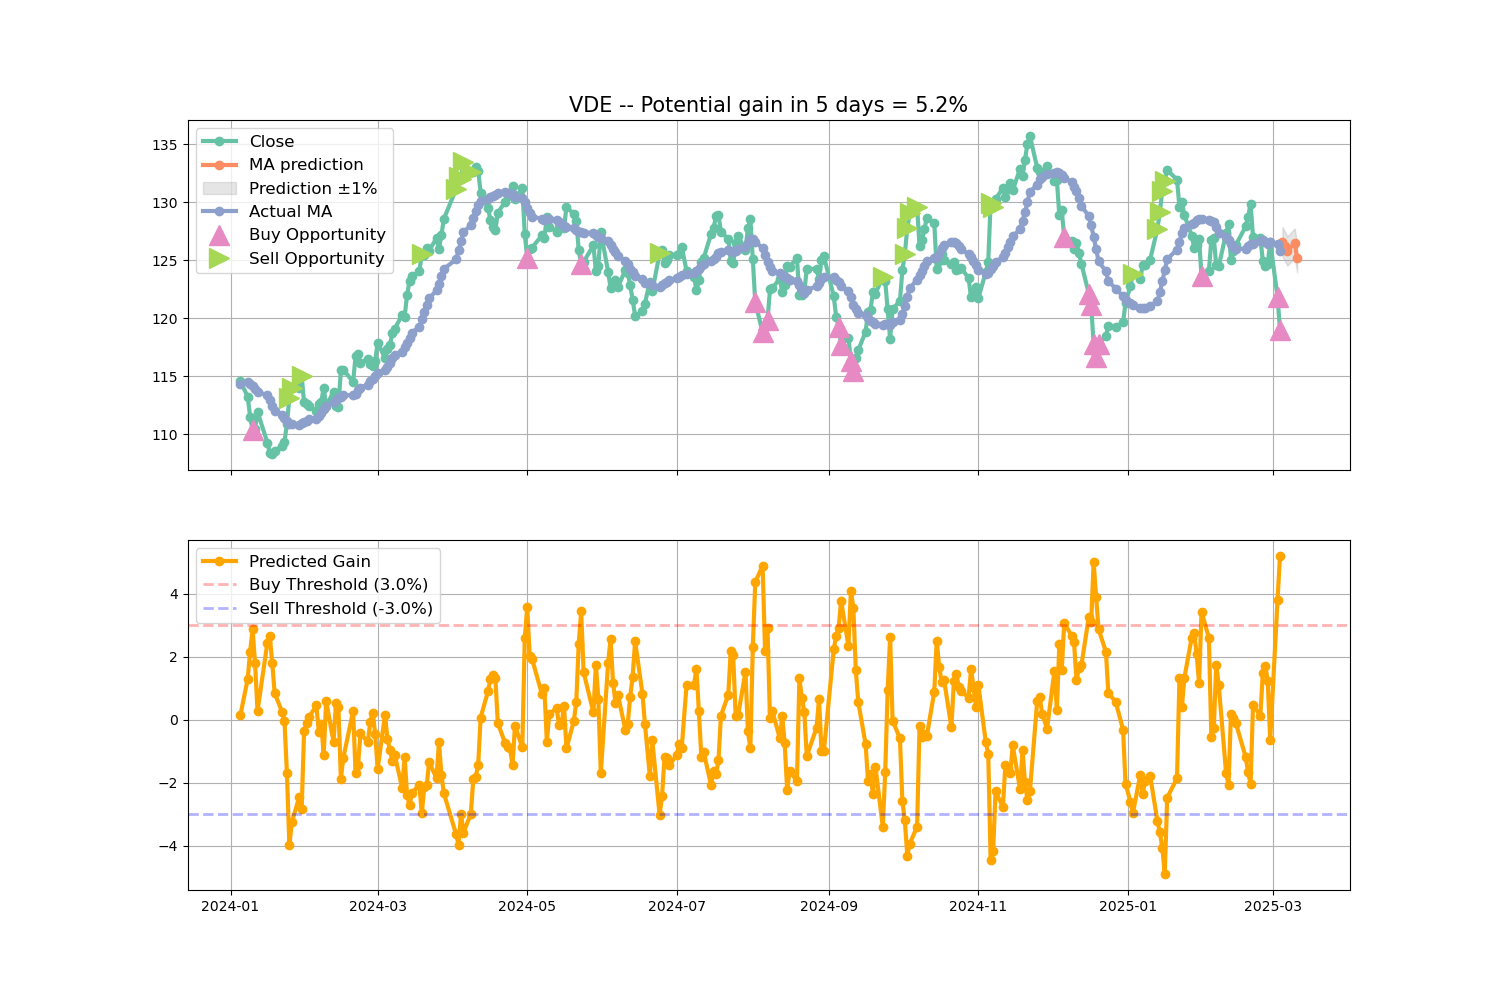 VDE -- Potential gain in 5 days = 5.2%
Close
MA prediction
Prediction ±1%
Actual MA
Buy Opportunity
Sell Opportunity
135
130
125
120
115
110
Predicted Gain
Buy Threshold (3.0%)
Sell Threshold (-3.0%)
4
2
0
−2
−4
2024-01 2024-03 2024-05 2024-07 2024-09 2024-11 2025-01 2025-03